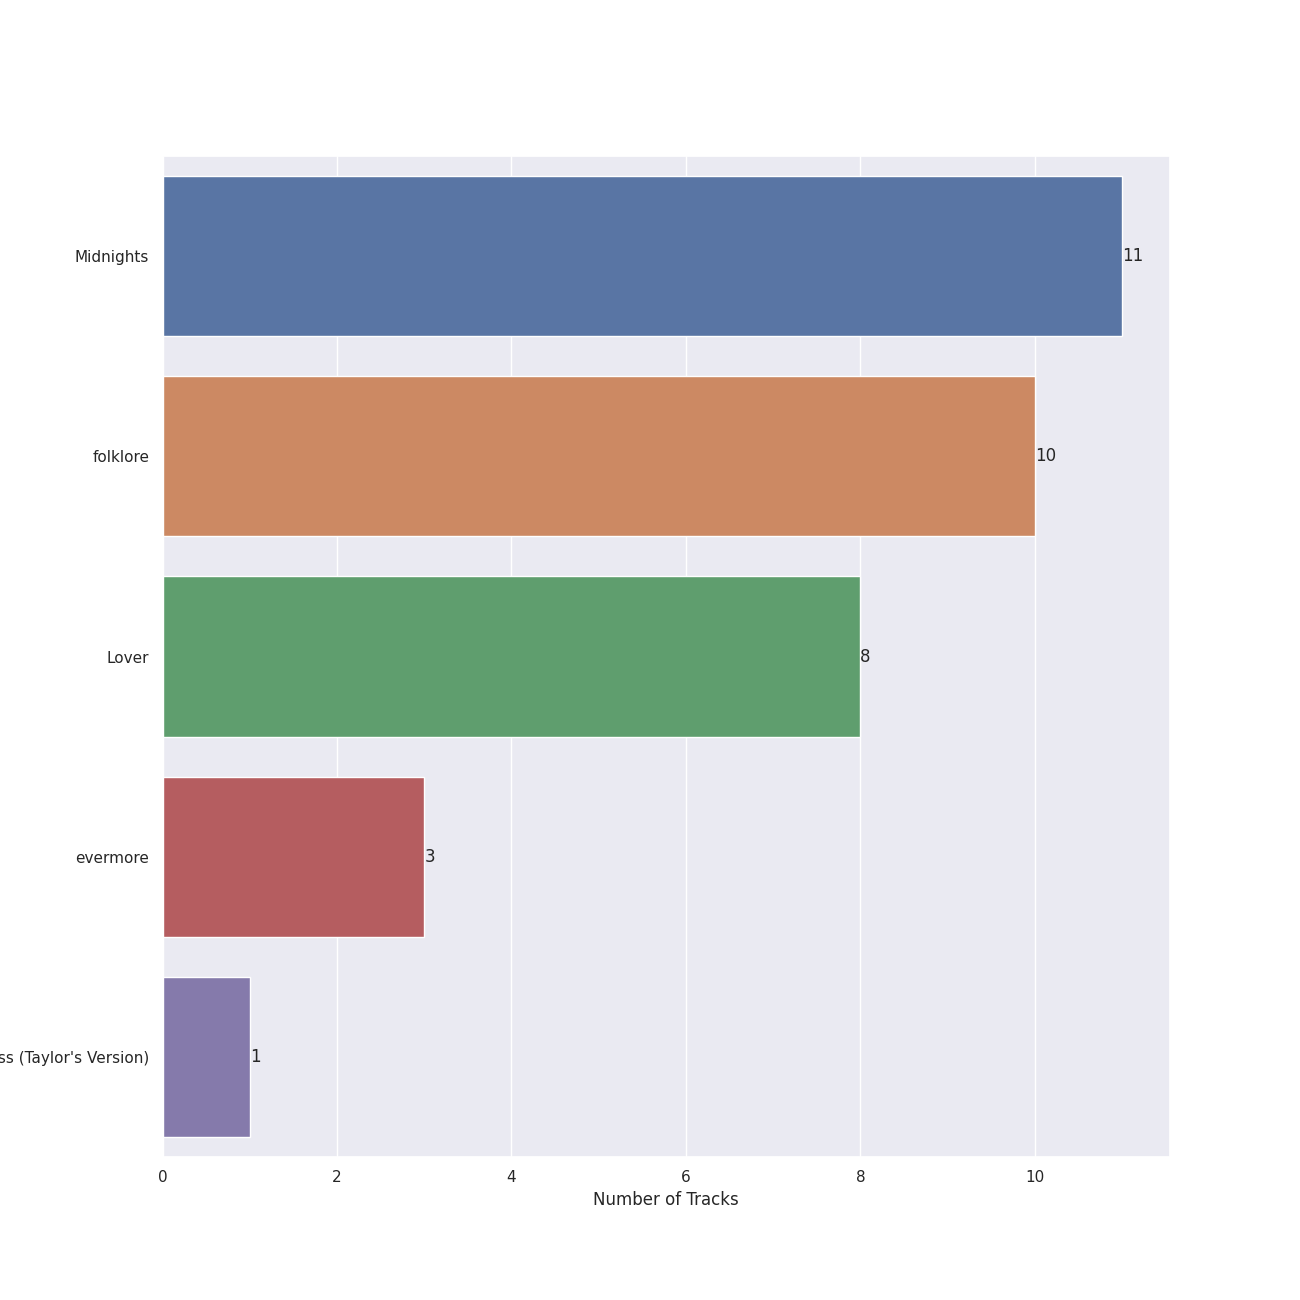 Midnights
11
folklore
10
Lover
8
evermore
3
(Taylor's Version)
1
0 2 4 6 8 10
Number of Tracks